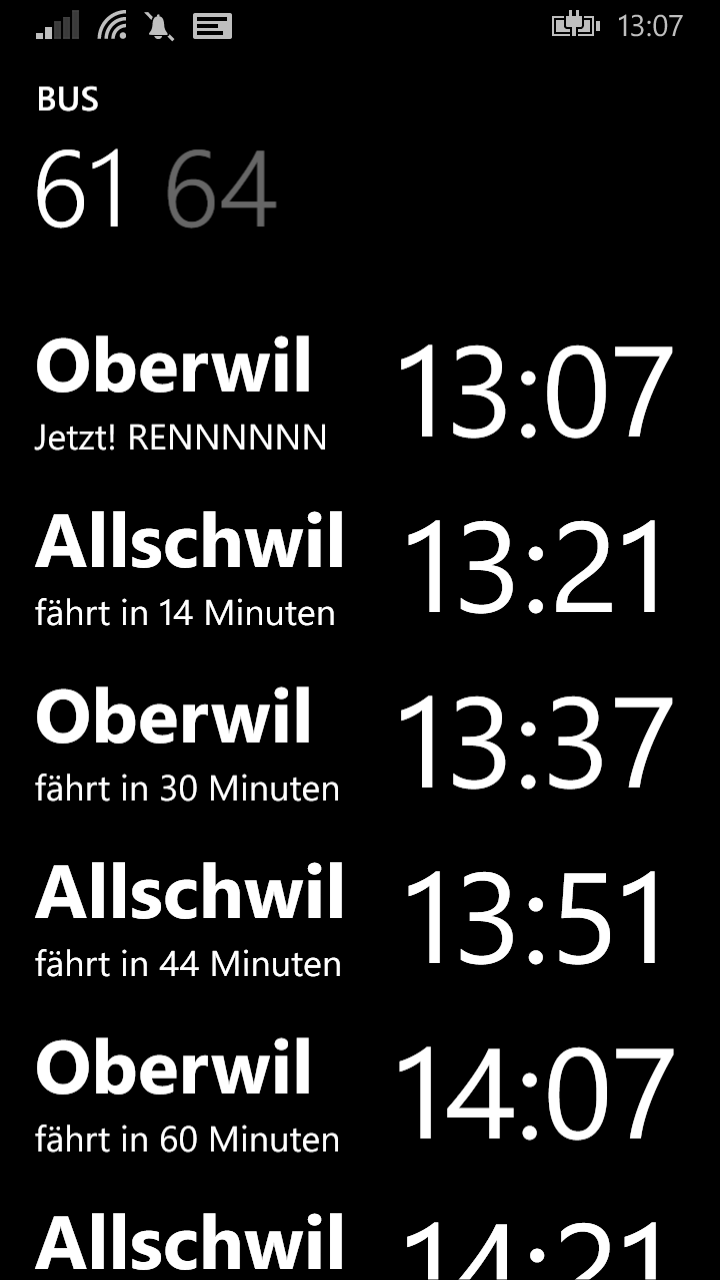 13:07
BUS
61 64
Oberwil 13:07
Jetzt! RENNNNNN
Allschwil 13:21
fährt in 14 Minuten
Oberwil 13:37
fährt in 30 Minuten
Allschwil 13:51
fährt in 44 Minuten
Oberwil 14:07
fährt in 60 Minuten
Allschwil 14:21